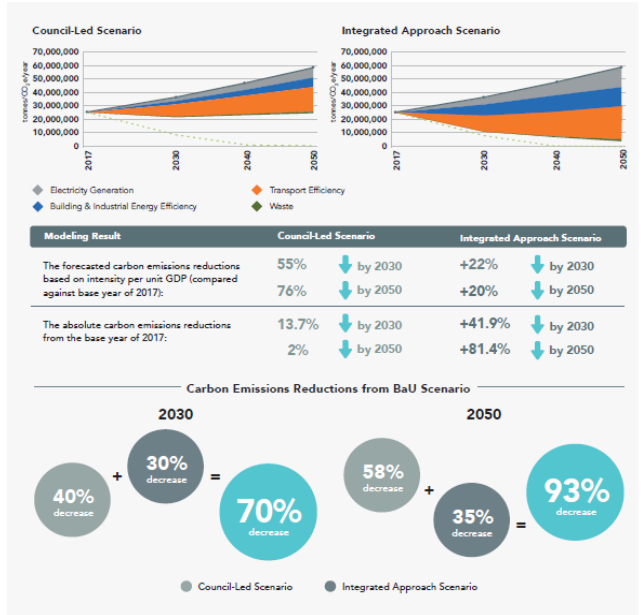 Council-Led Scenario
Integrated Approach Scenario
tonnes/CO2e/year
70,000,000
60,000,000
50,000,000
40,000,000
30,000,000
20,000,000
10,000,000
0
2017
2030
2040
2050
70,000,000
60,000,000
50,000,000
40,000,000
30,000,000
20,000,000
10,000,000
0
2017
2030
2040
2050
tonnes/CO2e/year
Electricity Generation
Transport Efficiency
Building & Industrial Energy Efficiency
Waste
Modeling Result Council-Led Scenario Integrated Approach Scenario
The forecasted carbon emissions reductions
based on intensity per unit GDP (compared
against base year of 2017):
55% by 2030 +22% by 2030
76% by 2050 +20% by 2050
The absolute carbon emissions reductions
from the base year of 2017:
13.7% by 2030 +41.9% by 2030
2% by 2050 +81.4% by 2050
Carbon Emissions Reductions from BaU Scenario
2030
40%
decrease
+
30%
decrease
=
70%
decrease
2050
58%
decrease
+
35%
decrease
=
93%
decrease
Council-Led Scenario
Integrated Approach Scenario